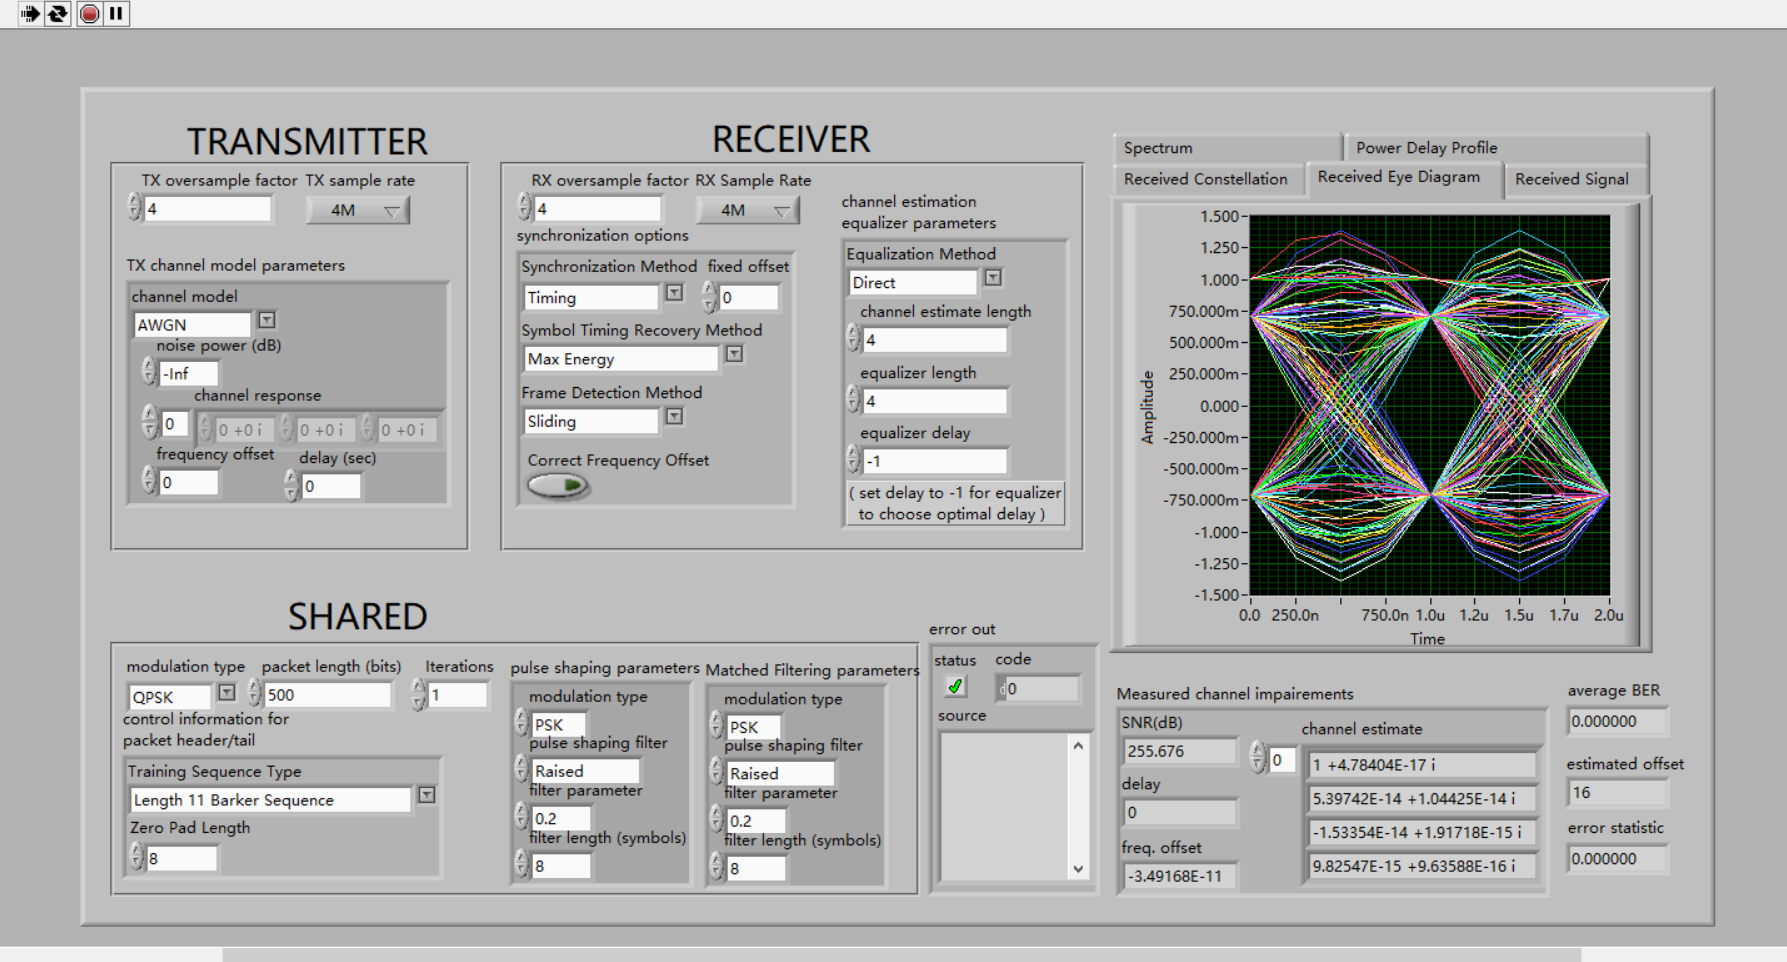 TRANSMITTER
TX oversample factor TX sample rate
4
4M
TX channel model parameters
channel model
AWGN
noise power (dB)
-Inf
channel response
0
0 +0 i
0 +0 i
0 +0 i
frequency offset
delay (sec)
0
0
RECEIVER
RX oversample factor RX Sample Rate
4
4M
synchronization options
Synchronization Method fixed offset
Timing
0
Symbol Timing Recovery Method
Max Energy
Frame Detection Method
Sliding
Correct Frequency Offset
channel estimation
equalizer parameters
Equalization Method
Direct
channel estimate length
4
equalizer length
4
equalizer delay
-1
( set delay to -1 for equalizer
to choose optimal delay )
Spectrum
Power Delay Profile
Received Constellation
Received Eye Diagram
Received Signal
1.500
1.250
1.000
750.000m
500.000m
250.000m
0.000
-250.000m
-500.000m
-750.000m
-1.000
-1.250
-1.500
Amplitude
0.0 250.0n 750.0n 1.0u 1.2u 1.5u 1.7u 2.0u
Time
SHARED
modulation type packet length (bits) Iterations
QPSK
500
1
control information for
packet header/tail
Training Sequence Type
Length 11 Barker Sequence
Zero Pad Length
8
pulse shaping parameters
modulation type
PSK
pulse shaping filter
Raised
filter parameter
0.2
filter length (symbols)
8
Matched Filtering parameters
modulation type
PSK
pulse shaping filter
Raised
filter parameter
0.2
filter length (symbols)
8
error out
status code
d0
source
Measured channel impairements
SNR(dB)
255.676
delay
0
freq. offset
-3.49168E-11
channel estimate
0
1 +4.78404E-17 i
5.39742E-14 +1.04425E-14 i
-1.53354E-14 +1.91718E-15 i
9.82547E-15 +9.63588E-16 i
average BER
0.000000
estimated offset
16
error statistic
0.000000